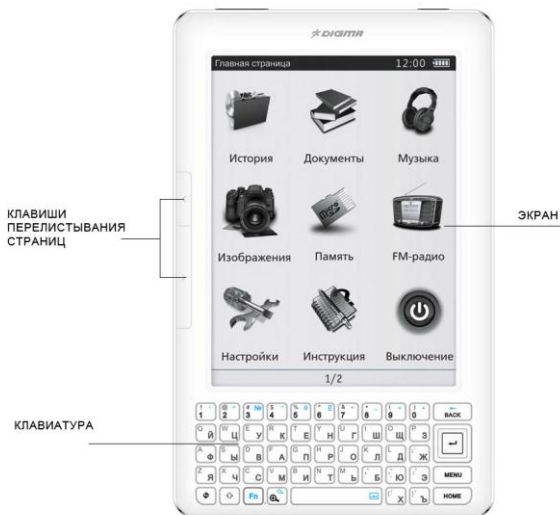 DIGMA
Главная страница 12:00
История Документы Музыка
КЛАВИШИ
ПЕРЕЛИСТЫВАНИЯ
СТРАНИЦ
ЭКРАН
Изображения Память FM-радио
Настройки Инструкция Выключение
1/2
КЛАВИАТУРА
1 2 3 № 4 5 6 7 8 9 0 BACK
Q Й W Ц E У R К T Е Y Н U Г I Ш O Щ P З
A Ф S Ы D В F А G П H Р J О K Л L Д Ж
Z Я X Ч C С V М B И N Т M Ь Б Ю Э MENU
Fn Х Ъ HOME